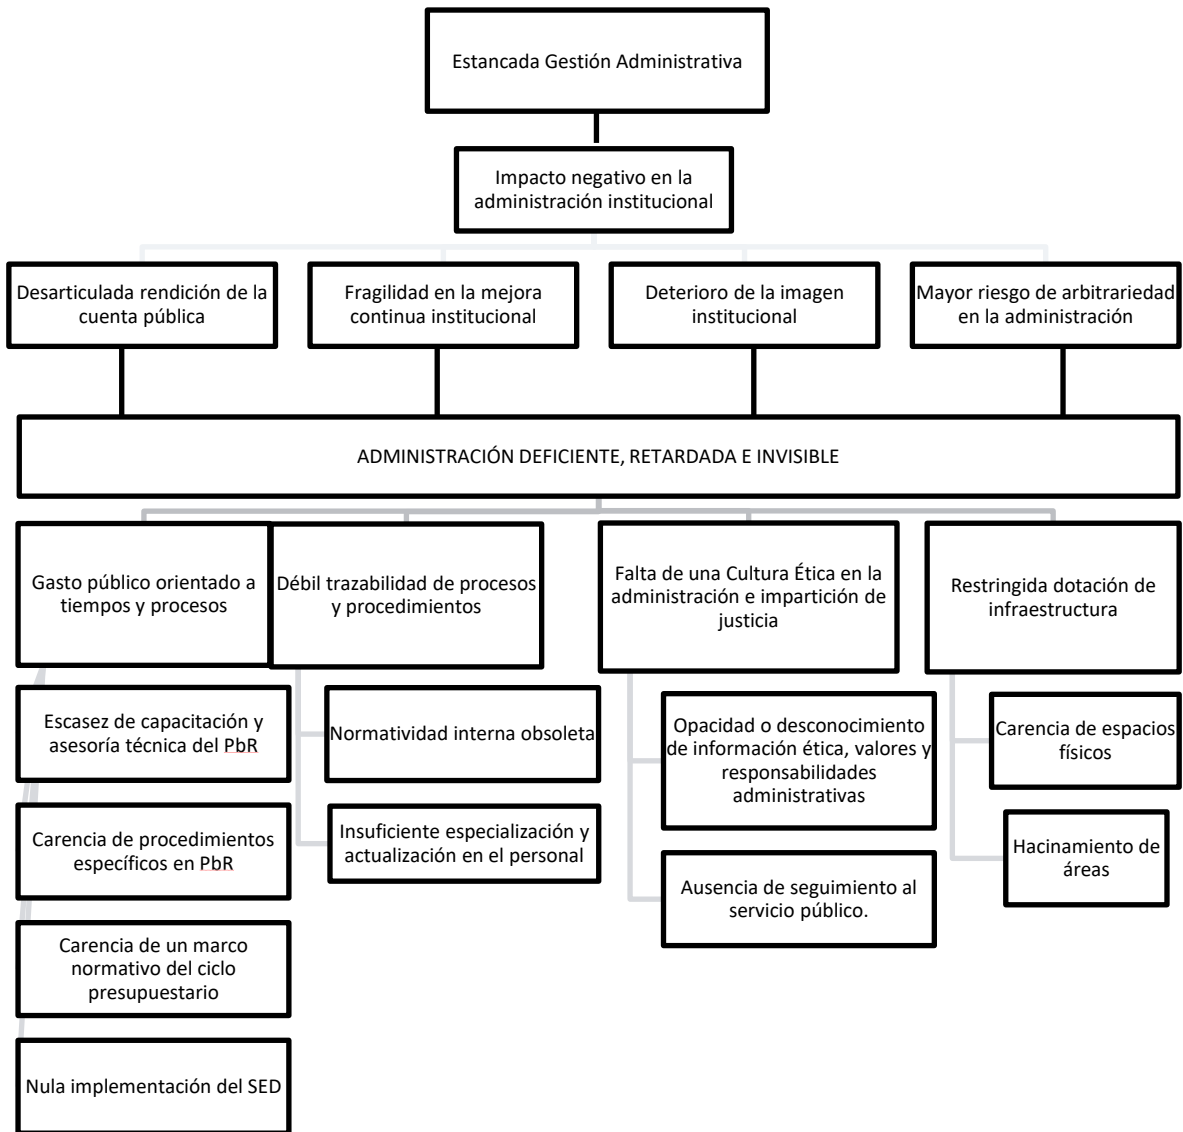 Estancada Gestión Administrativa
Impacto negativo en la
administración institucional
Desarticulada rendición de la
cuenta pública
Fragilidad en la mejora
continua institucional
Deterioro de la imagen
institucional
Mayor riesgo de arbitrariedad
en la administración
ADMINISTRACIÓN DEFICIENTE, RETARDADA E INVISIBLE
Gasto público orientado a
tiempos y procesos
Débil trazabilidad de procesos
y procedimientos
Falta de una Cultura Ética en la
administración e impartición de
justicia
Restringida dotación de
infraestructura
Escasez de capacitación y
asesoría técnica del PbR
Carencia de procedimientos
específicos en PbR
Carencia de un marco
normativo del ciclo
presupuestario
Nula implementación del SED
Normatividad interna obsoleta
Insuficiente especialización y
actualización en el personal
Opacidad o desconocimiento
de información ética, valores y
responsabilidades
administrativas
Ausencia de seguimiento al
servicio público.
Carencia de espacios
físicos
Hacinamiento de
áreas